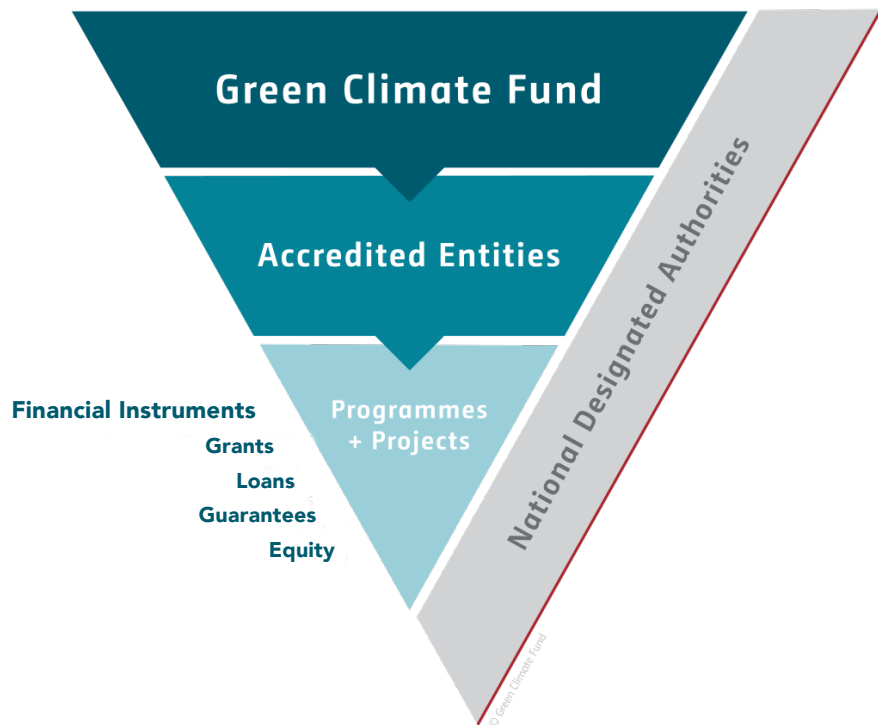 Green Climate Fund
Accredited Entities
Programmes
+ Projects
Financial Instruments
Grants
Loans
Guarantees
Equity
National Designated Authorities
© Green Climate Fund